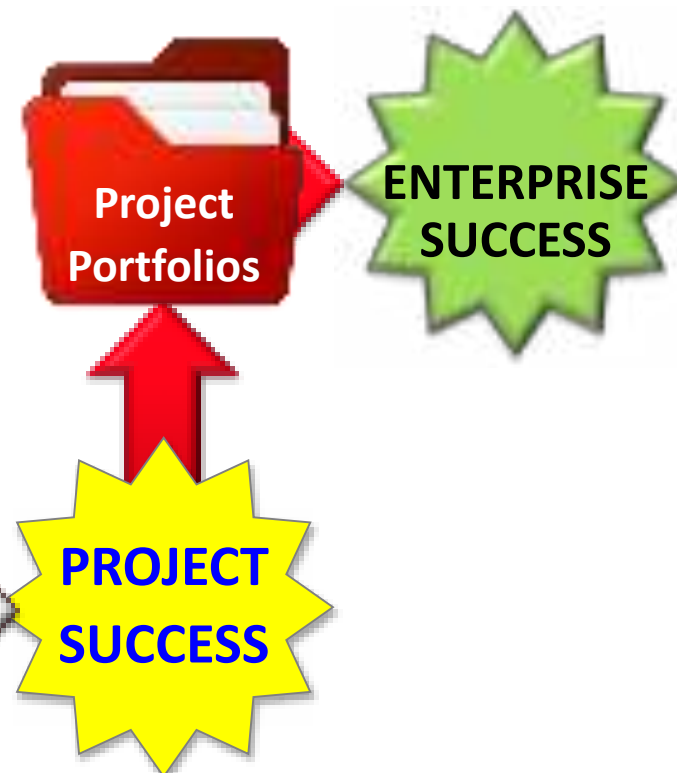 Project
Portfolios
ENTERPRISE
SUCCESS
PROJECT
SUCCESS